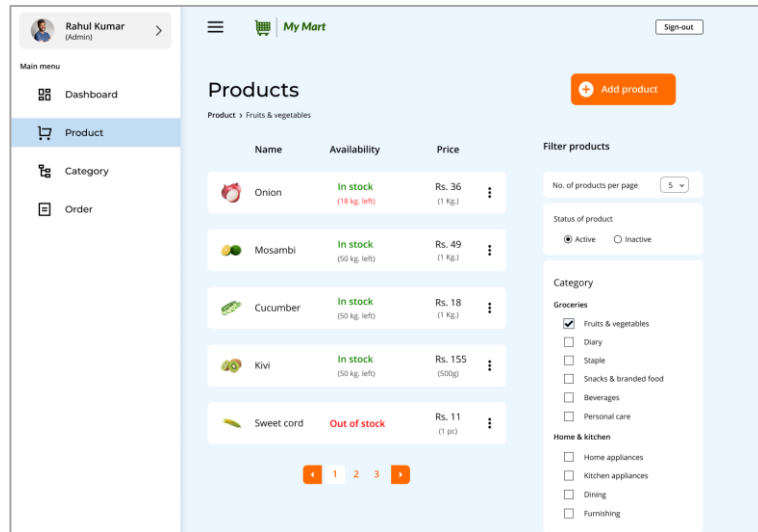 Rahul Kumar
(Admin)
Main menu
Dashboard
Product
Category
Order
My Mart
Sign-out
Products
Add product
Product > Fruits & vegetables
Name Availability Price
Onion In stock Rs. 36
(18 kg. left) (1 Kg.)
Mosambi In stock Rs. 49
(50 kg. left) (1 Kg.)
Cucumber In stock Rs. 18
(50 kg. left) (1 Kg.)
Kivi In stock Rs. 155
(50 kg. left) (500g)
Sweet cord Out of stock Rs. 11
(1 pc)
1 2 3
Filter products
No. of products per page 5
Status of product
Active Inactive
Category
Groceries
Fruits & vegetables
Diary
Staple
Snacks & branded food
Beverages
Personal care
Home & kitchen
Home appliances
Kitchen appliances
Dining
Furnishing